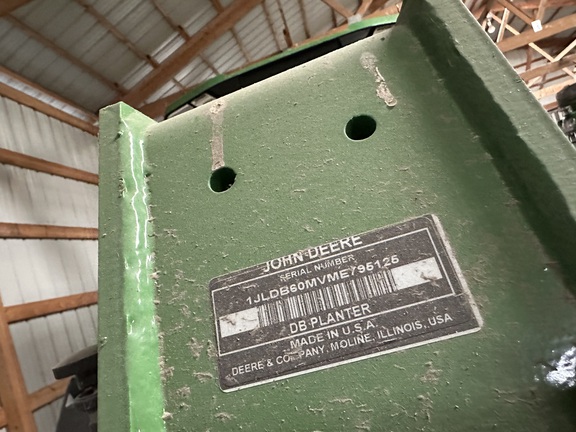 JOHN DEERE
SERIAL NUMBER
1JLDB60MVME795125
DB PLANTER
MADE IN U.S.A.
DEERE & COMPANY, MOLINE, ILLINOIS, USA